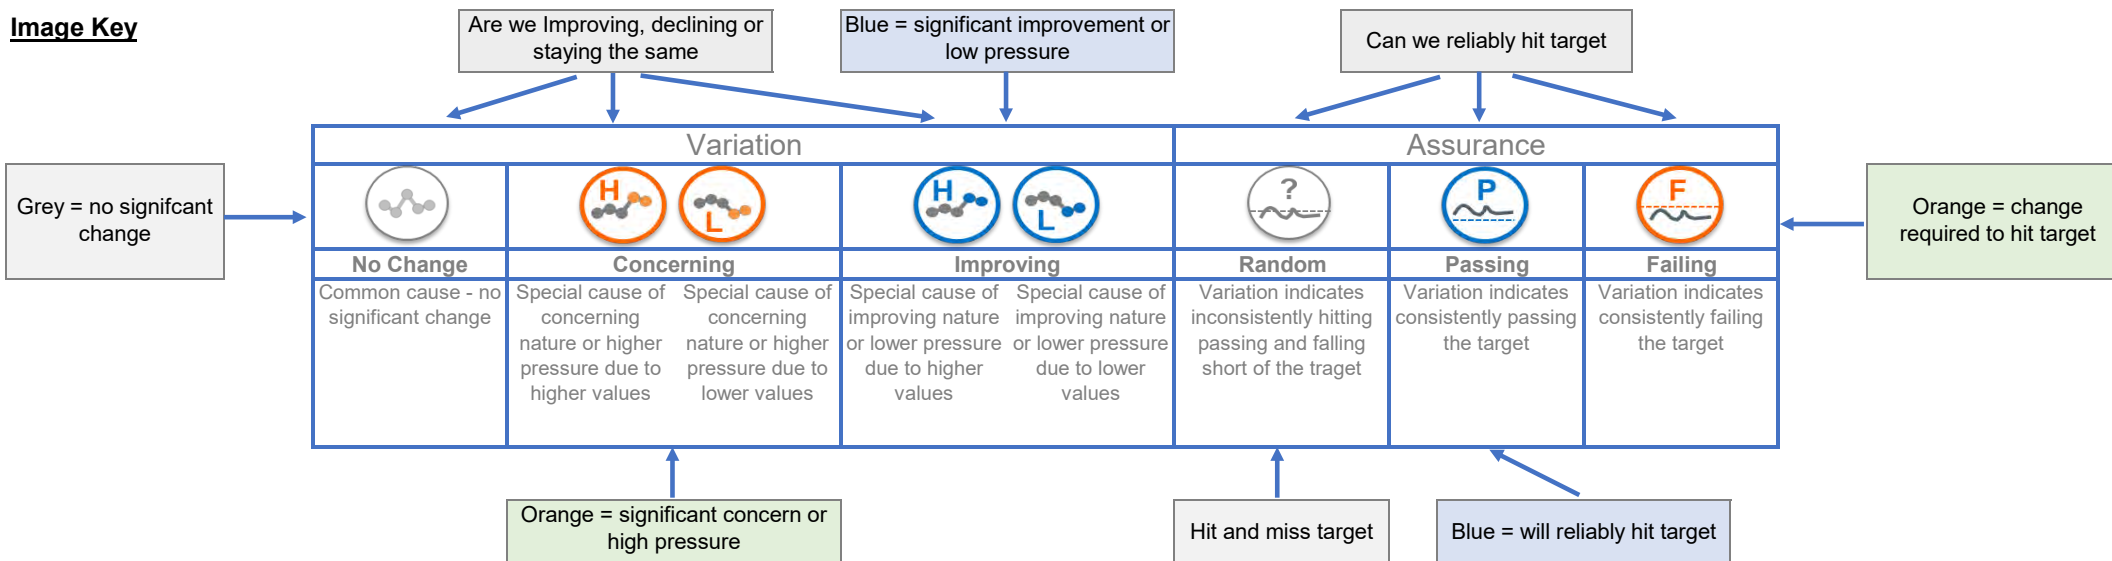 Image Key
Are we Improving, declining or
staying the same
Blue = significant improvement or
low pressure
Can we reliably hit target
Grey = no signifcant
change
Orange = change
required to hit target
Variation
Assurance
H
L
H
L
?
P
F
No Change
Concerning
Improving
Random
Passing
Failing
Common cause - no
significant change
Special cause of
concerning
nature or higher
pressure due to
higher values
Special cause of
concerning
nature or higher
pressure due to
lower values
Special cause of
improving nature
or lower pressure
due to higher
values
Special cause of
improving nature
or lower pressure
due to lower
values
Variation indicates
inconsistently hitting
passing and falling
short of the traget
Variation indicates
consistently passing
the target
Variation indicates
consistently failing
the target
Orange = significant concern or
high pressure
Hit and miss target
Blue = will reliably hit target